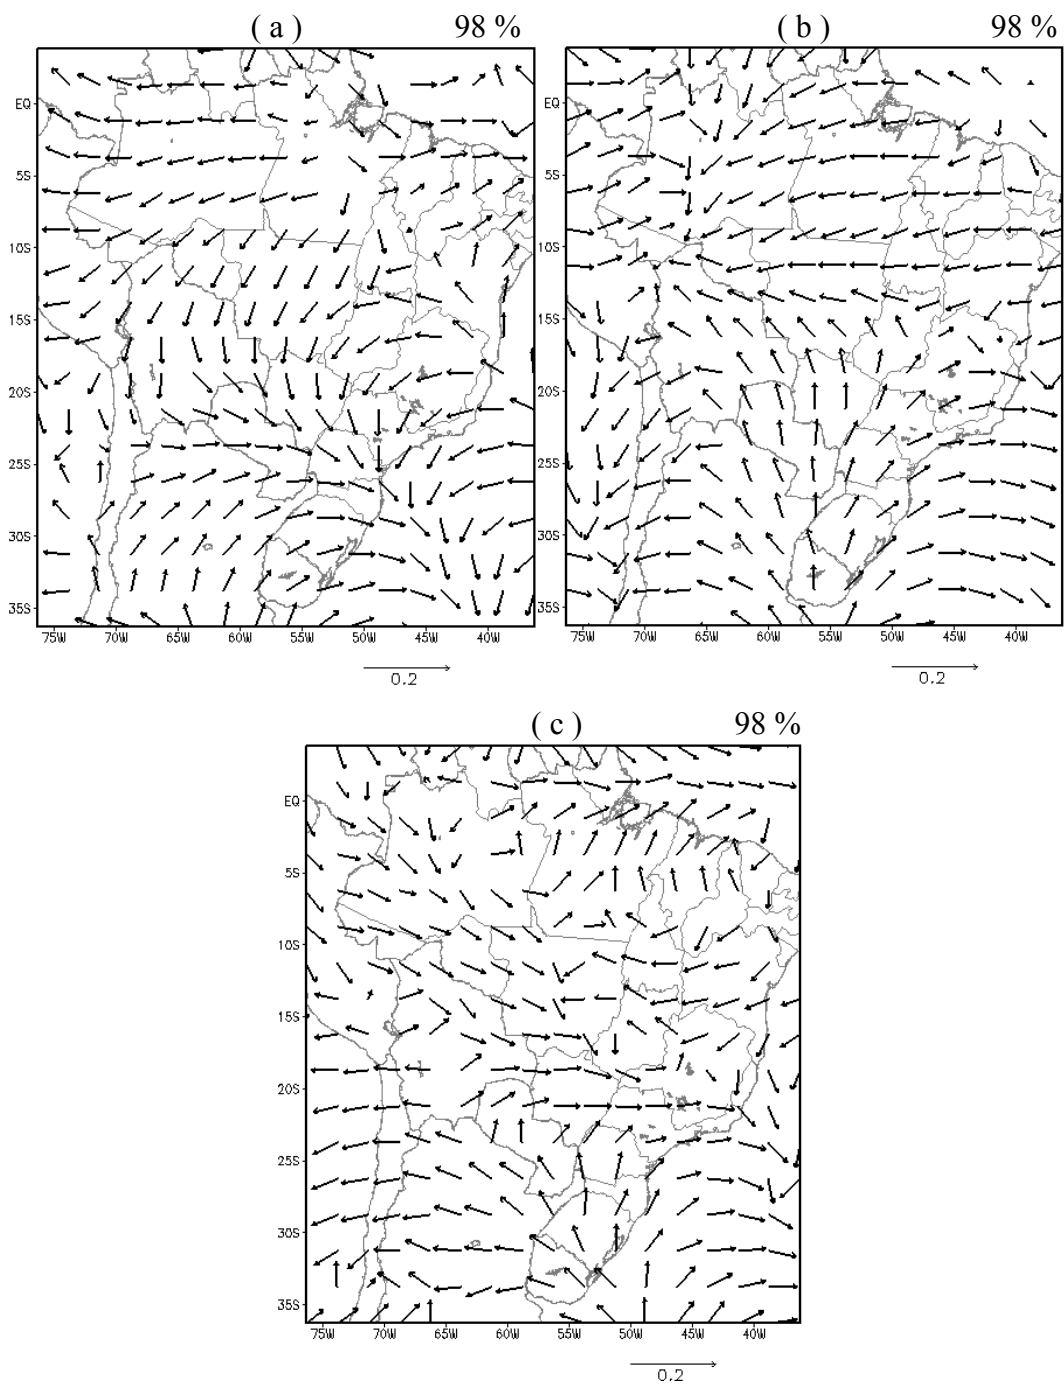 ( a ) 98 % ( b ) 98 %
EQ EQ
5S 5S
10S 10S
15S 15S
20S 20S
25S 25S
30S 30S
35S 35S
75W 70W 65W 60W 55W 50W 45W 40W 75W 70W 65W 60W 55W 50W 45W 40W
0.2 0.2
( c ) 98 %
EQ
5S
10S
15S
20S
25S
30S
35S
75W 70W 65W 60W 55W 50W 45W 40W
0.2